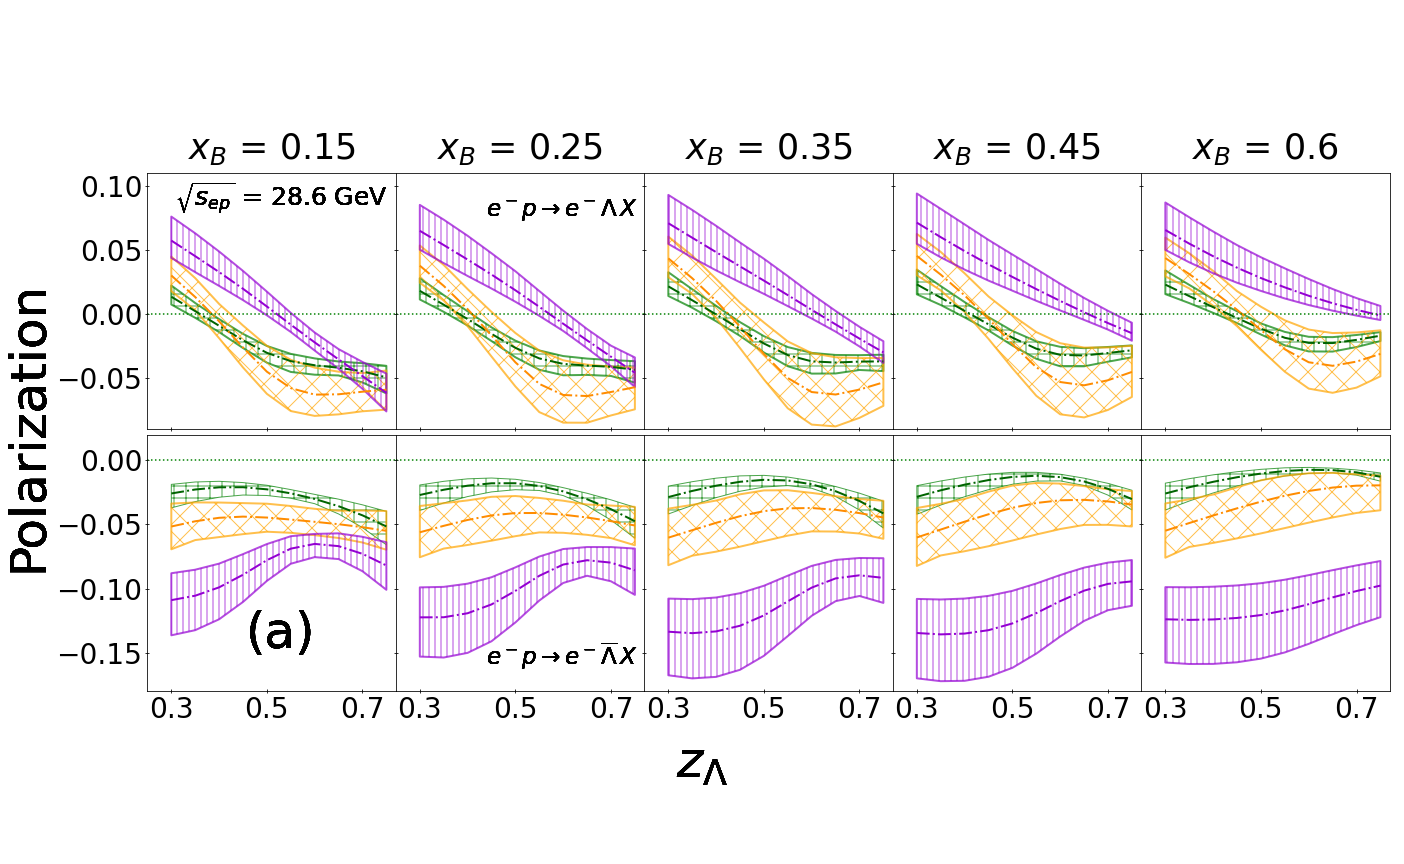 x_B = 0.15 x_B = 0.25 x_B = 0.35 x_B = 0.45 x_B = 0.6
√s_ep = 28.6 GeV
e⁻p→e⁻ΛX
0.10
0.05
0.00
−0.05
Polarization
0.00
−0.05
−0.10
−0.15
(a)
e⁻p→e⁻Λ̅X
0.3 0.5 0.7 0.3 0.5 0.7 0.3 0.5 0.7 0.3 0.5 0.7 0.3 0.5 0.7
z_Λ